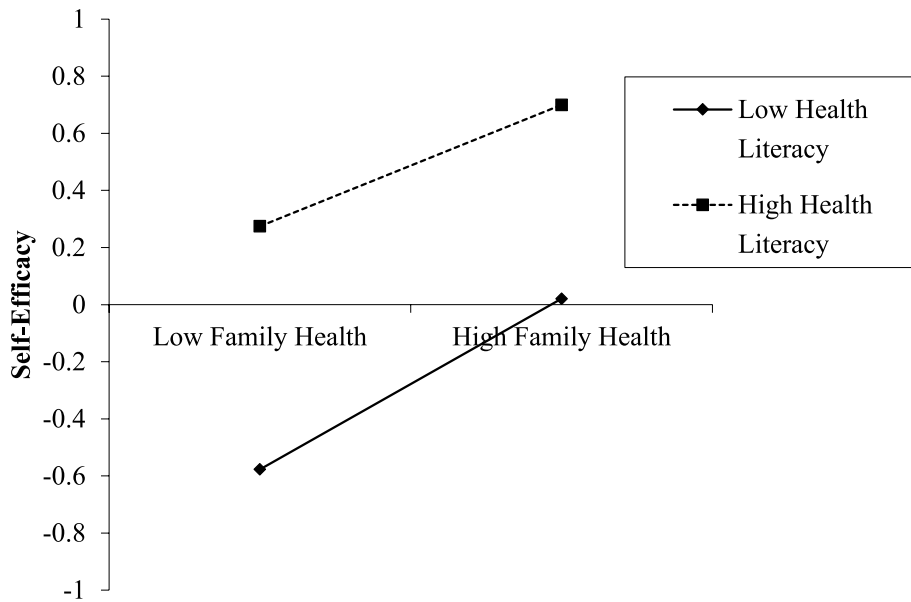 1
0.8
0.6
0.4
0.2
0
-0.2
-0.4
-0.6
-0.8
-1
Self-Efficacy
Low Family Health
High Family Health
Low Health
Literacy
High Health
Literacy